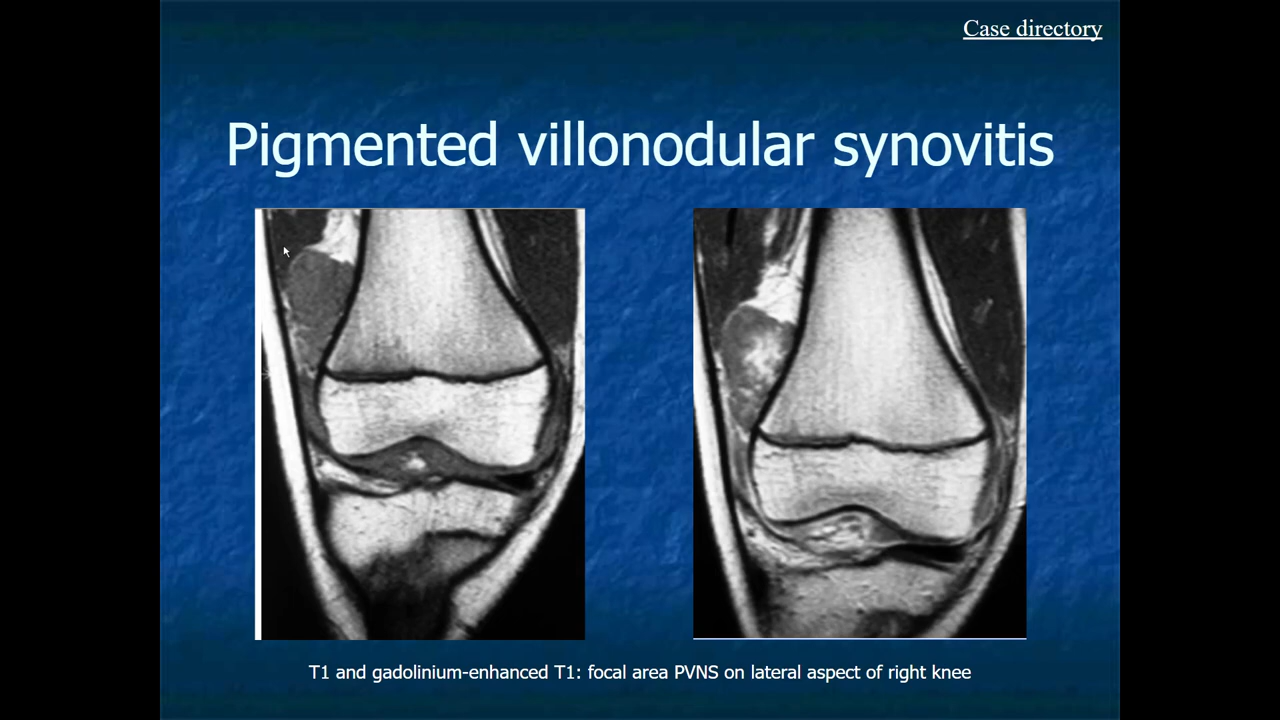 Case directory
Pigmented villonodular synovitis
T1 and gadolinium-enhanced T1: focal area PVNS on lateral aspect of right knee